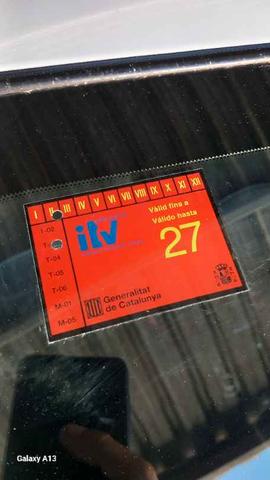 I II III IV V VI VII VIII IX X XI XII
T-02
T-04
T-05
T-06
M-01
M-05
itv
Vàlid fins a
Válido hasta
27
Generalitat
de Catalunya
Galaxy A13